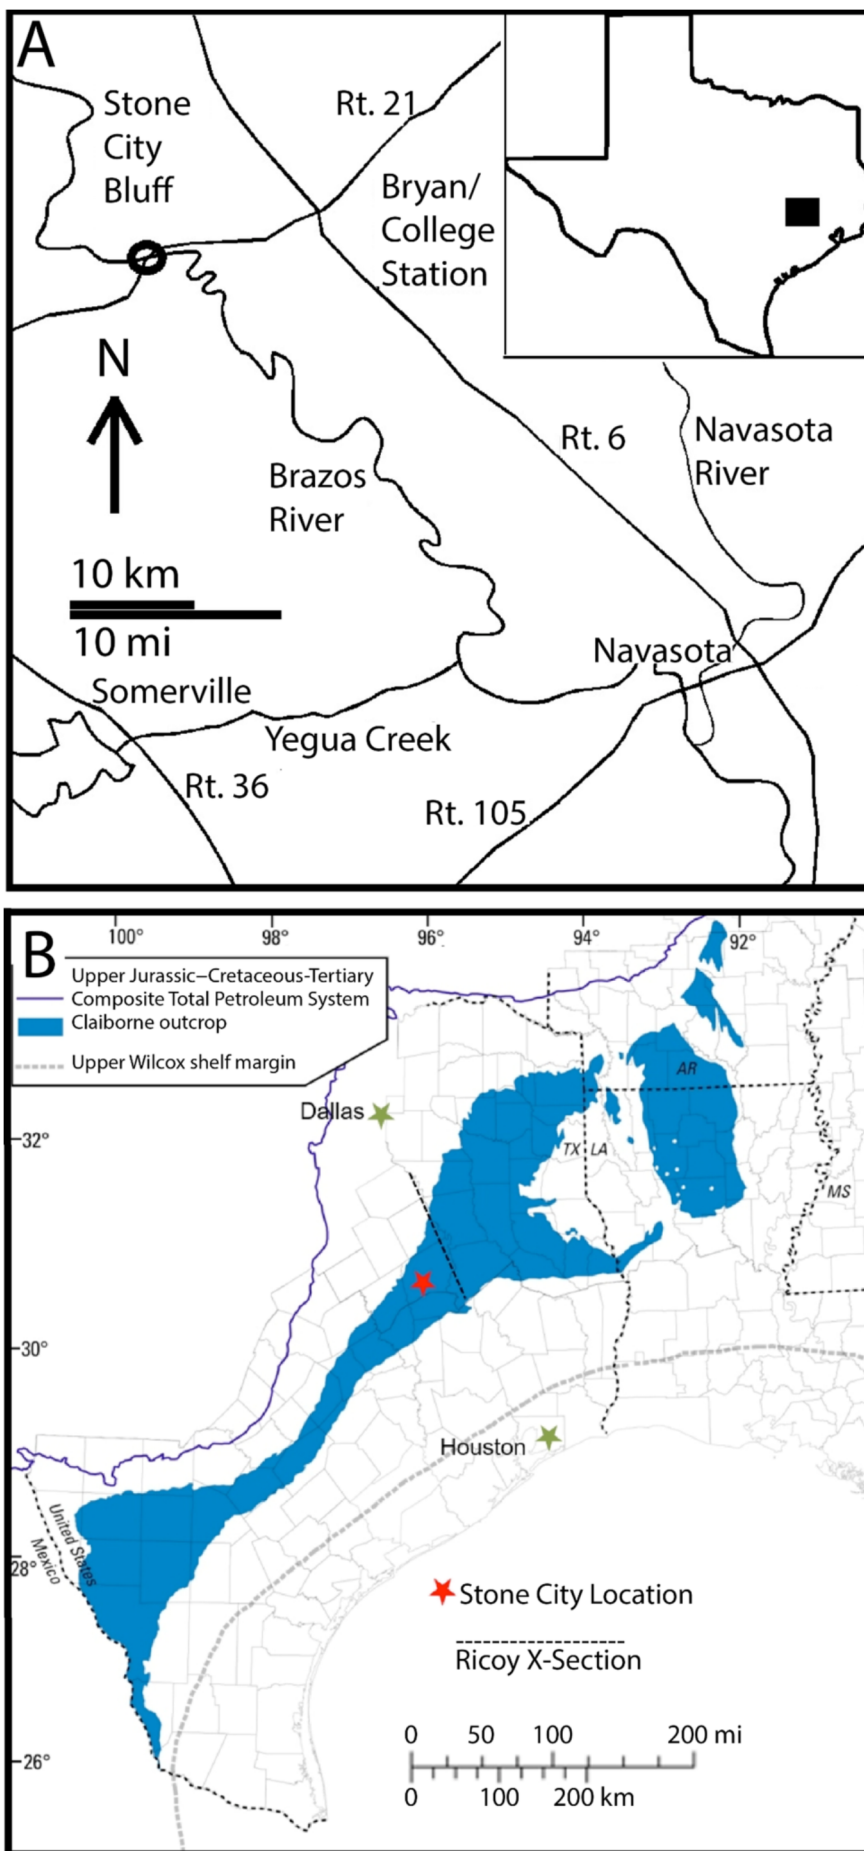 A
Stone
City
Bluff
Rt. 21
Bryan/
College
Station
N
Rt. 6
Navasota
River
Brazos
River
10 km
10 mi
Navasota
Somerville
Yegua Creek
Rt. 36
Rt. 105
B
100°
98°
96°
94°
92°
Upper Jurassic–Cretaceous-Tertiary
Composite Total Petroleum System
Claiborne outcrop
Upper Wilcox shelf margin
AR
Dallas
32°
TX
LA
MS
30°
Houston
United States
Mexico
28°
Stone City Location
Ricoy X-Section
26°
0 50 100 200 mi
0 100 200 km